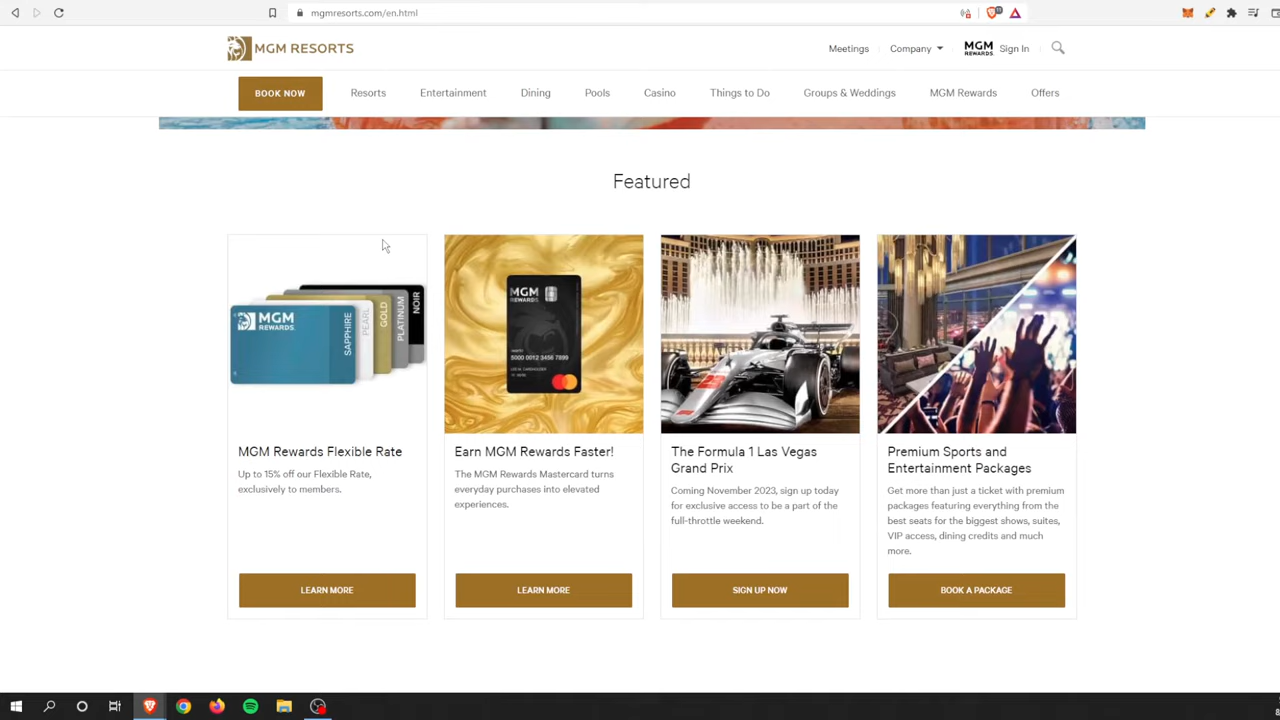 mgmresorts.com/en.html
MGM RESORTS
Meetings
Company
MGM REWARDS
Sign In
BOOK NOW
Resorts
Entertainment
Dining
Pools
Casino
Things to Do
Groups & Weddings
MGM Rewards
Offers
Featured
MGM
REWARDS
SAPPHIRE
PEARL
GOLD
PLATINUM
NOIR
MGM
REWARDS
5000 0012 3456 7899
MGM Rewards Flexible Rate
Up to 15% off our Flexible Rate,
exclusively to members.
LEARN MORE
Earn MGM Rewards Faster!
The MGM Rewards Mastercard turns
everyday purchases into elevated
experiences.
LEARN MORE
The Formula 1 Las Vegas
Grand Prix
Coming November 2023, sign up today
for exclusive access to be a part of the
full-throttle weekend.
SIGN UP NOW
Premium Sports and
Entertainment Packages
Get more than just a ticket with premium
packages featuring everything from the
best seats for the biggest shows, suites,
VIP access, dining credits and much
more.
BOOK A PACKAGE